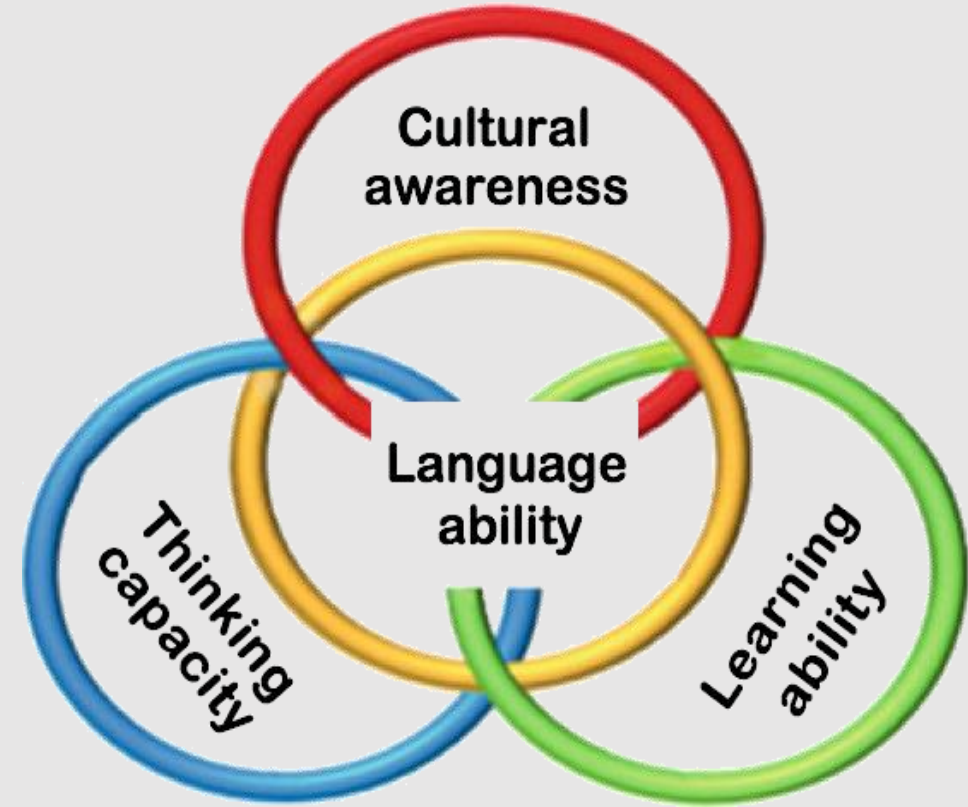 Cultural
awareness
Language
ability
Thinking
capacity
Learning
ability